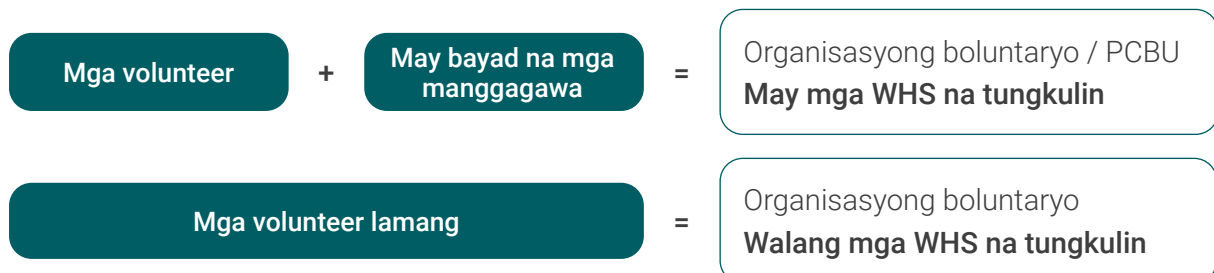 Mga volunteer
+
May bayad na mga
manggagawa
=
Organisasyong boluntaryo / PCBU
May mga WHS na tungkulin
Mga volunteer lamang
=
Organisasyong boluntaryo
Walang mga WHS na tungkulin